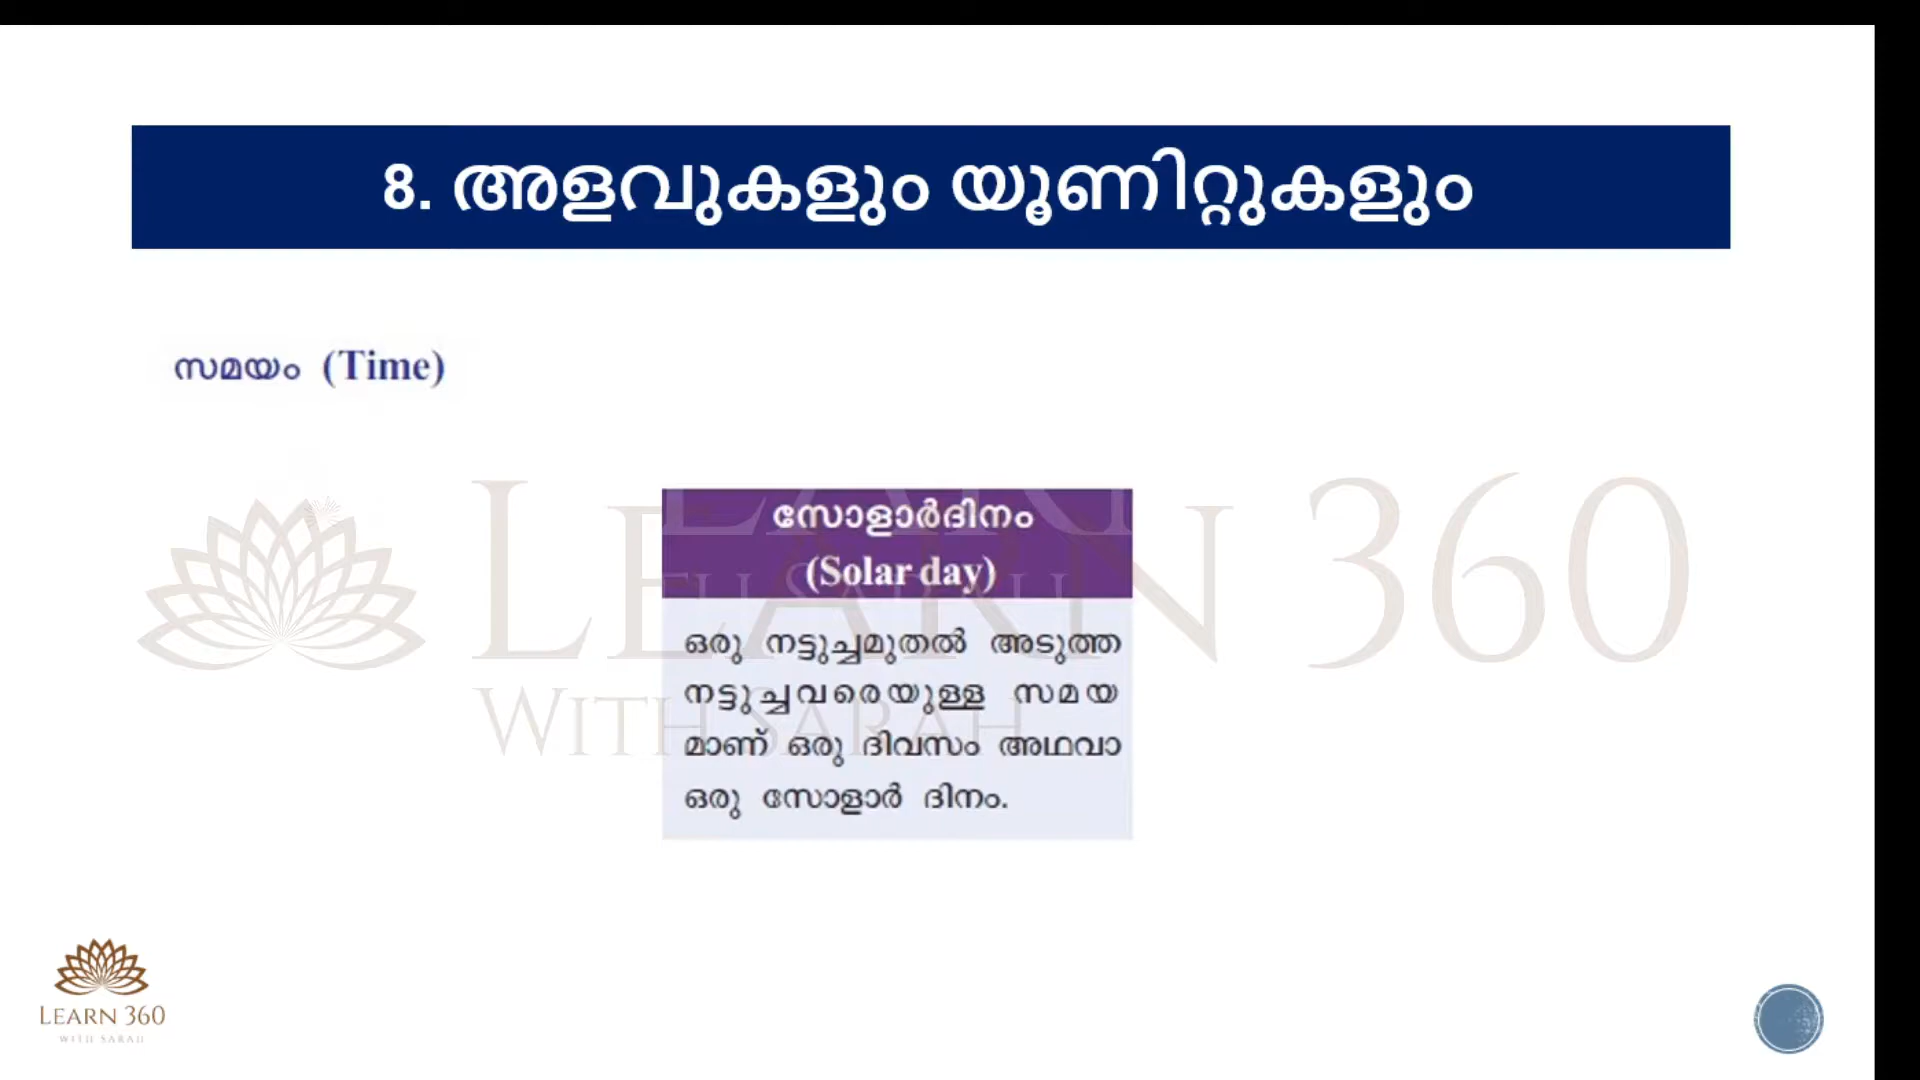 8. അളവുകളും യൂണിറ്റുകളും
സമയം (Time)
സോളാർദിനം
(Solar day)
ഒരു നട്ടുച്ചമുതൽ അടുത്ത
നട്ടുച്ചവരെയുള്ള സമയ
മാണ് ഒരു ദിവസം അഥവാ
ഒരു സോളാർ ദിനം.
LEARN 360
WITH SARAH
LEARN 360
WITH SARAH